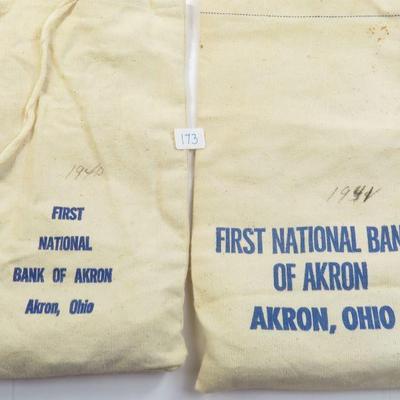 173
1940
FIRST
NATIONAL
BANK OF AKRON
Akron, Ohio
FIRST NATIONAL BAN
OF AKRON
AKRON, OHIO